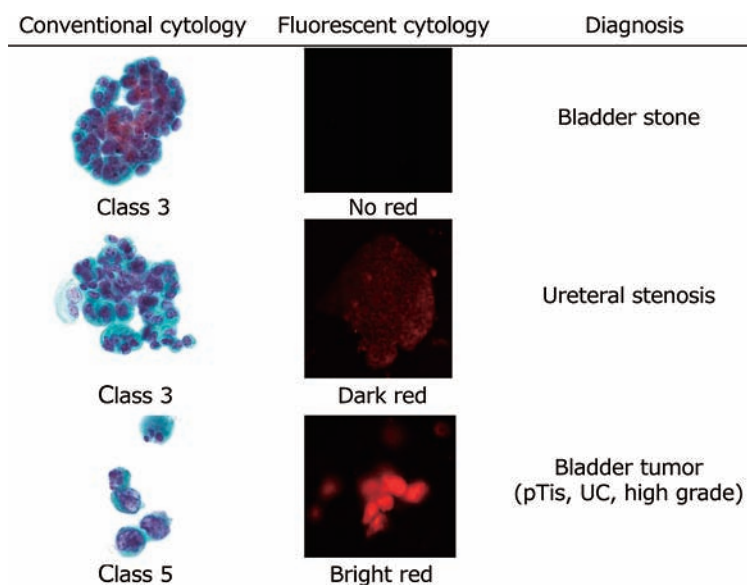 Conventional cytology Fluorescent cytology Diagnosis
Bladder stone
Class 3 No red
Ureteral stenosis
Class 3 Dark red
Bladder tumor
(pTis, UC, high grade)
Class 5 Bright red